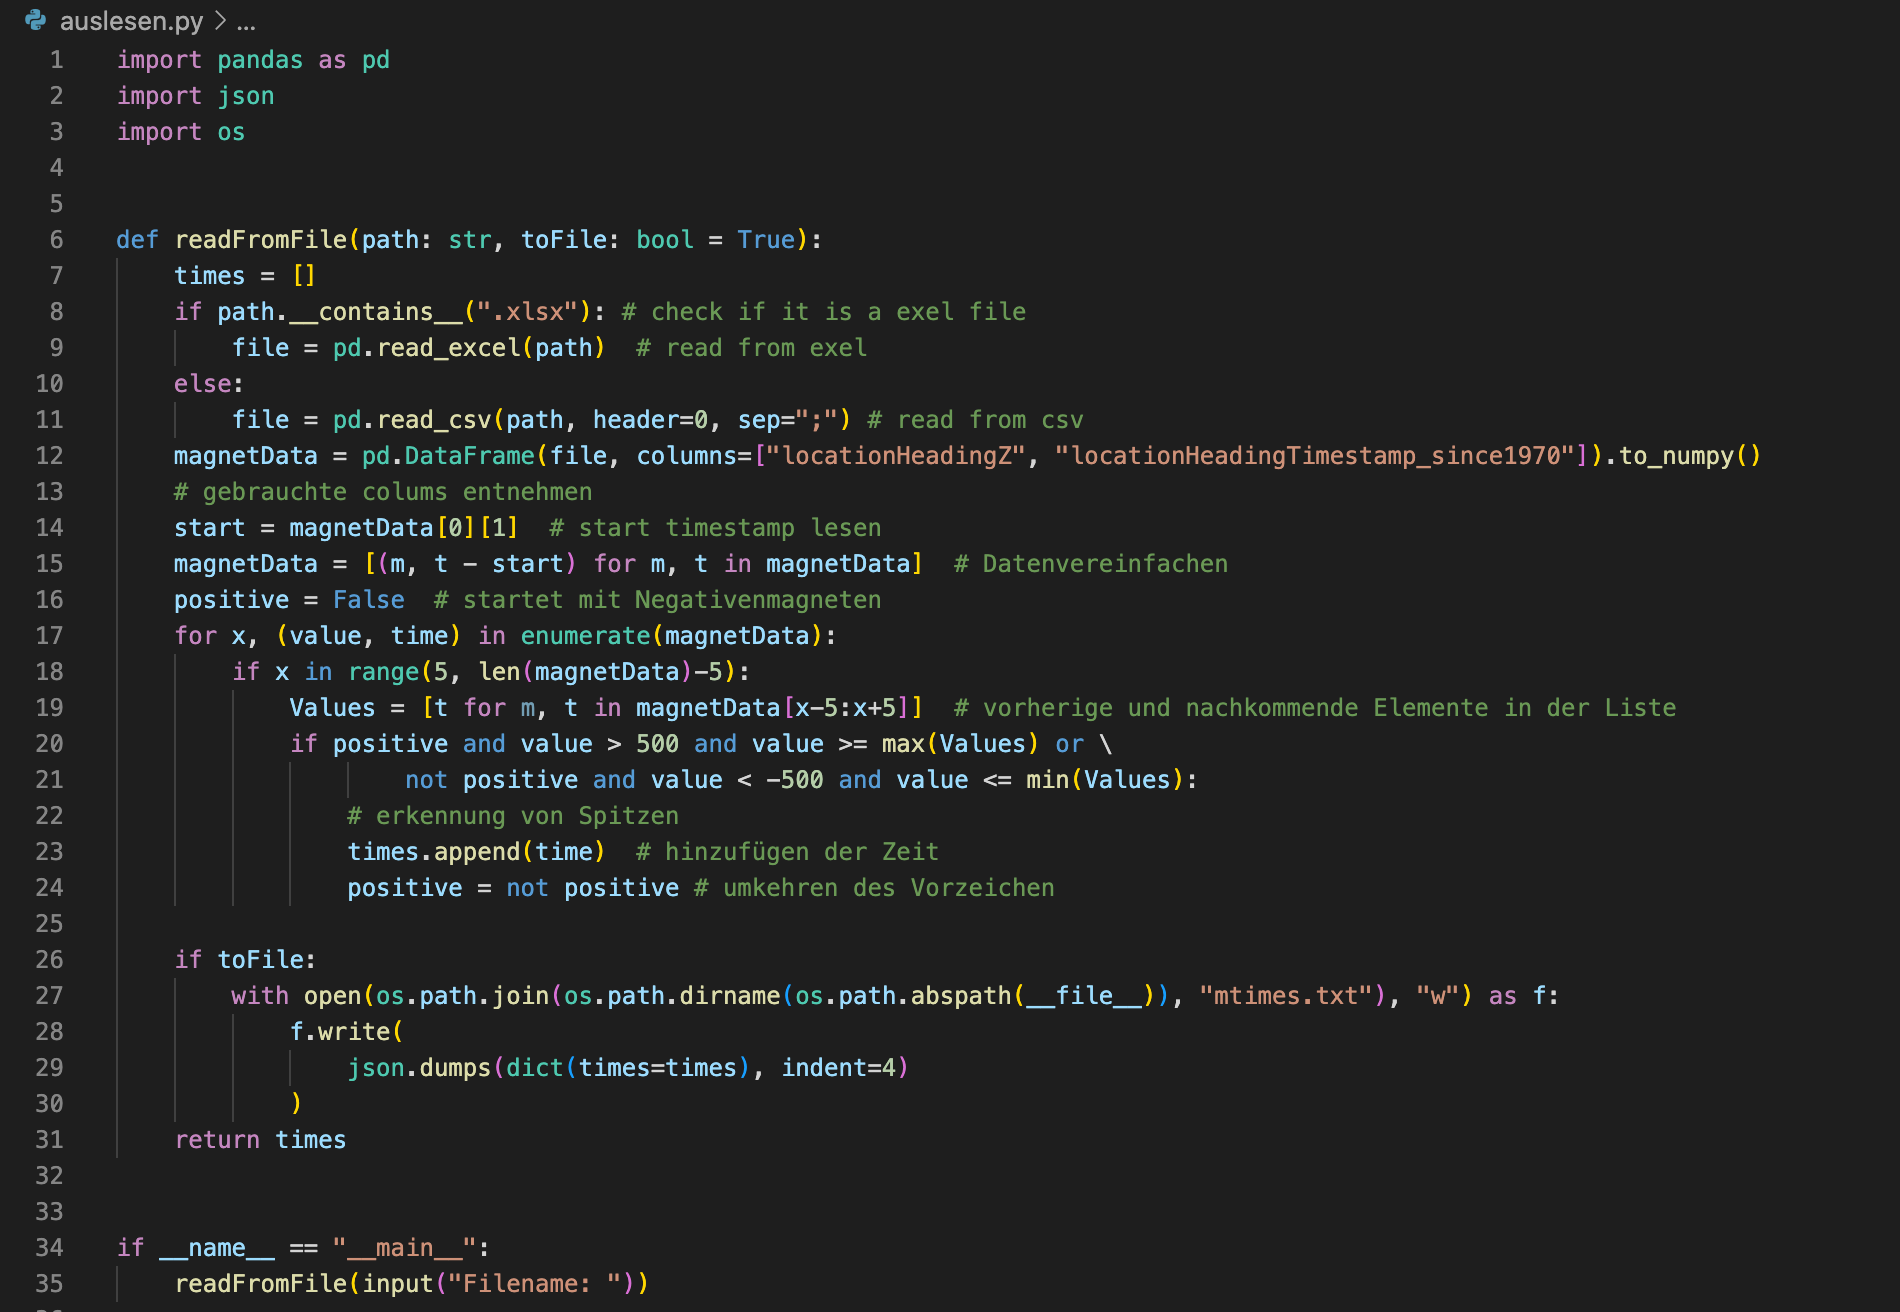 auslesen.py > ...
1 import pandas as pd
2 import json
3 import os
4
5
6 def readFromFile(path: str, toFile: bool = True):
7     times = []
8     if path.__contains__(".xlsx"): # check if it is a exel file
9         file = pd.read_excel(path)  # read from exel
10     else:
11         file = pd.read_csv(path, header=0, sep=";") # read from csv
12     magnetData = pd.DataFrame(file, columns=["locationHeadingZ", "locationHeadingTimestamp_since1970"]).to_numpy()
13     # gebrauchte colums entnehmen
14     start = magnetData[0][1]  # start timestamp lesen
15     magnetData = [(m, t - start) for m, t in magnetData]  # Datenvereinfachen
16     positive = False  # startet mit Negativenmagneten
17     for x, (value, time) in enumerate(magnetData):
18         if x in range(5, len(magnetData)-5):
19             Values = [t for m, t in magnetData[x-5:x+5]]  # vorherige und nachkommende Elemente in der Liste
20             if positive and value > 500 and value >= max(Values) or \
21                     not positive and value < -500 and value <= min(Values):
22                 # erkennung von Spitzen
23                 times.append(time)  # hinzufügen der Zeit
24                 positive = not positive # umkehren des Vorzeichen
25
26     if toFile:
27         with open(os.path.join(os.path.dirname(os.path.abspath(__file__)), "mtimes.txt"), "w") as f:
28             f.write(
29                 json.dumps(dict(times=times), indent=4)
30             )
31     return times
32
33
34 if __name__ == "__main__":
35     readFromFile(input("Filename: "))